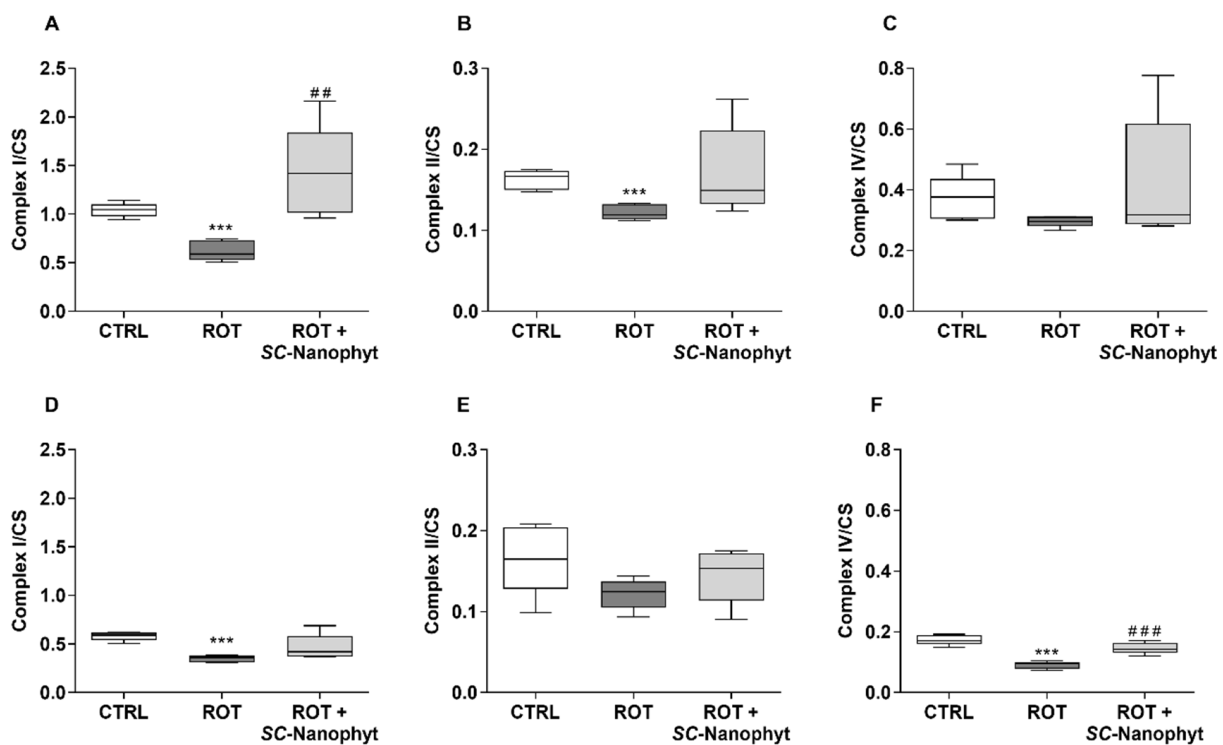 A
Complex I/CS
2.5
2.0
1.5
1.0
0.5
0.0
***
##
CTRL
ROT
ROT +
SC-Nanophyt
B
Complex II/CS
0.3
0.2
0.1
0.0
***
CTRL
ROT
ROT +
SC-Nanophyt
C
Complex IV/CS
0.8
0.6
0.4
0.2
0.0
CTRL
ROT
ROT +
SC-Nanophyt
D
Complex I/CS
2.5
2.0
1.5
1.0
0.5
0.0
***
CTRL
ROT
ROT +
SC-Nanophyt
E
Complex II/CS
0.3
0.2
0.1
0.0
CTRL
ROT
ROT +
SC-Nanophyt
F
Complex IV/CS
0.8
0.6
0.4
0.2
0.0
***
###
CTRL
ROT
ROT +
SC-Nanophyt